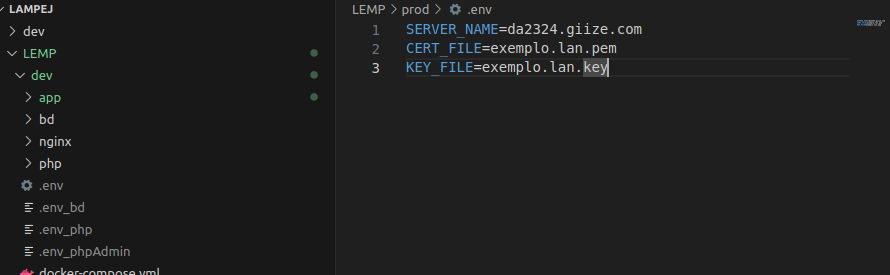 LAMPEJ
dev
LEMP
dev
app
bd
nginx
php
.env
.env_bd
.env_php
.env_phpAdmin
docker-compose.yml
LEMP > prod > .env
1 SERVER_NAME=da2324.giize.com
2 CERT_FILE=exemplo.lan.pem
3 KEY_FILE=exemplo.lan.key